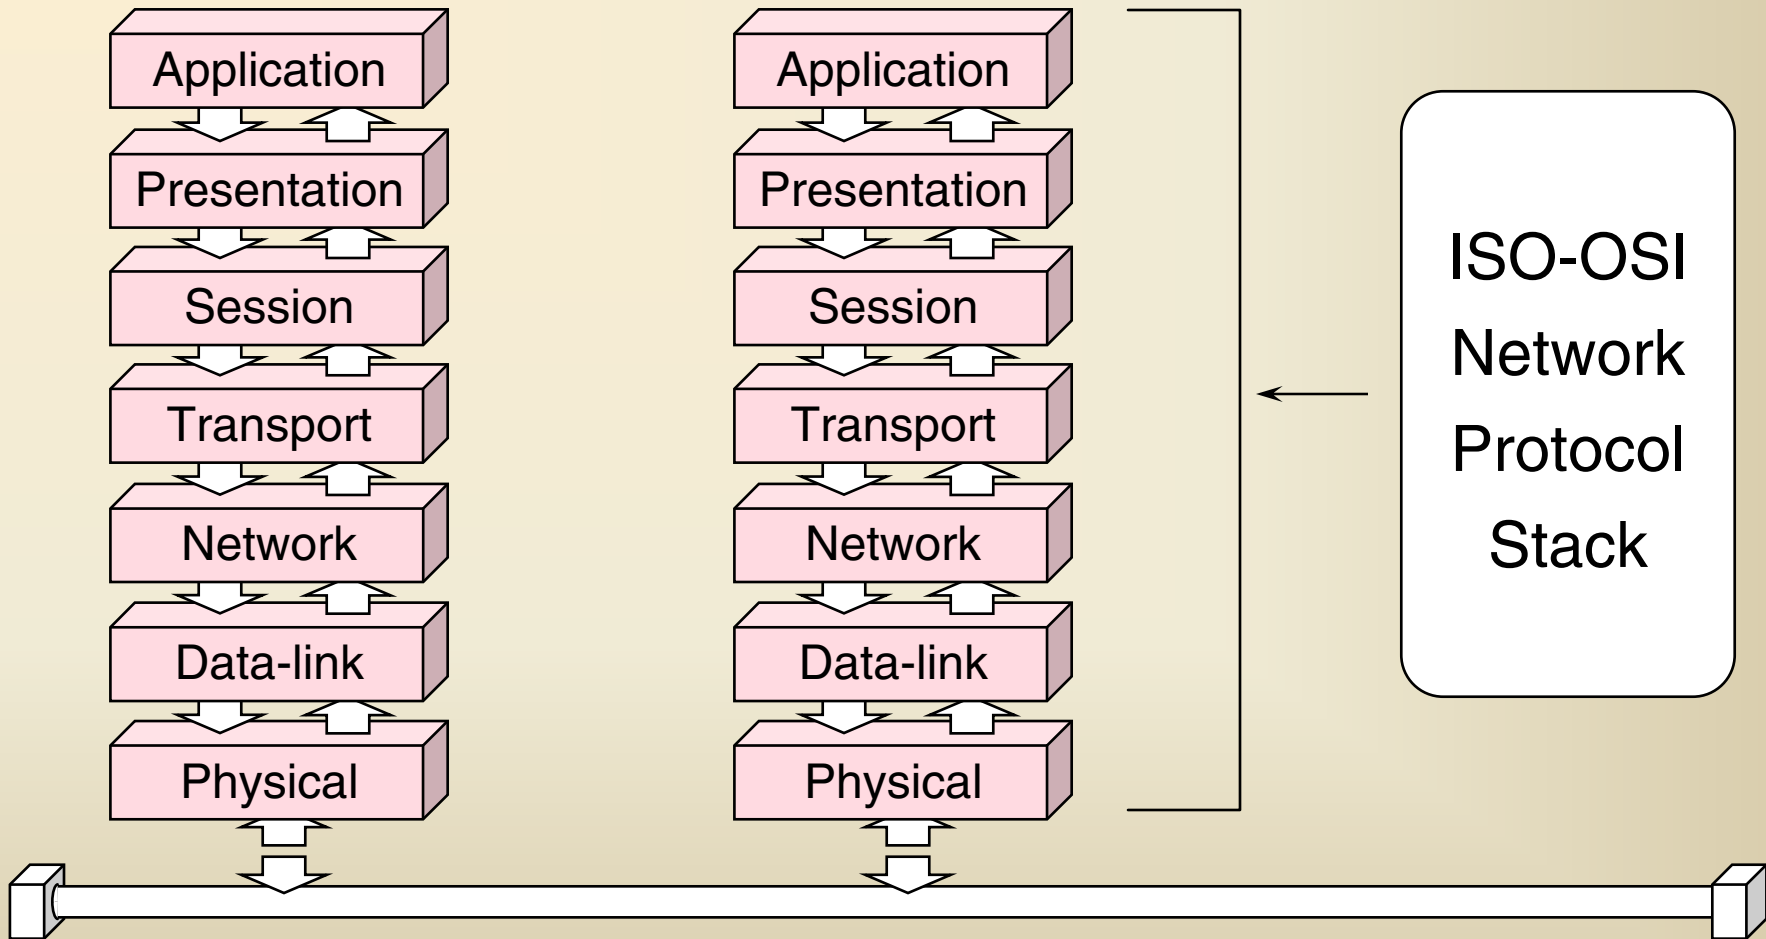 Application
Presentation
Session
Transport
Network
Data-link
Physical
Application
Presentation
Session
Transport
Network
Data-link
Physical
ISO-OSI
Network
Protocol
Stack